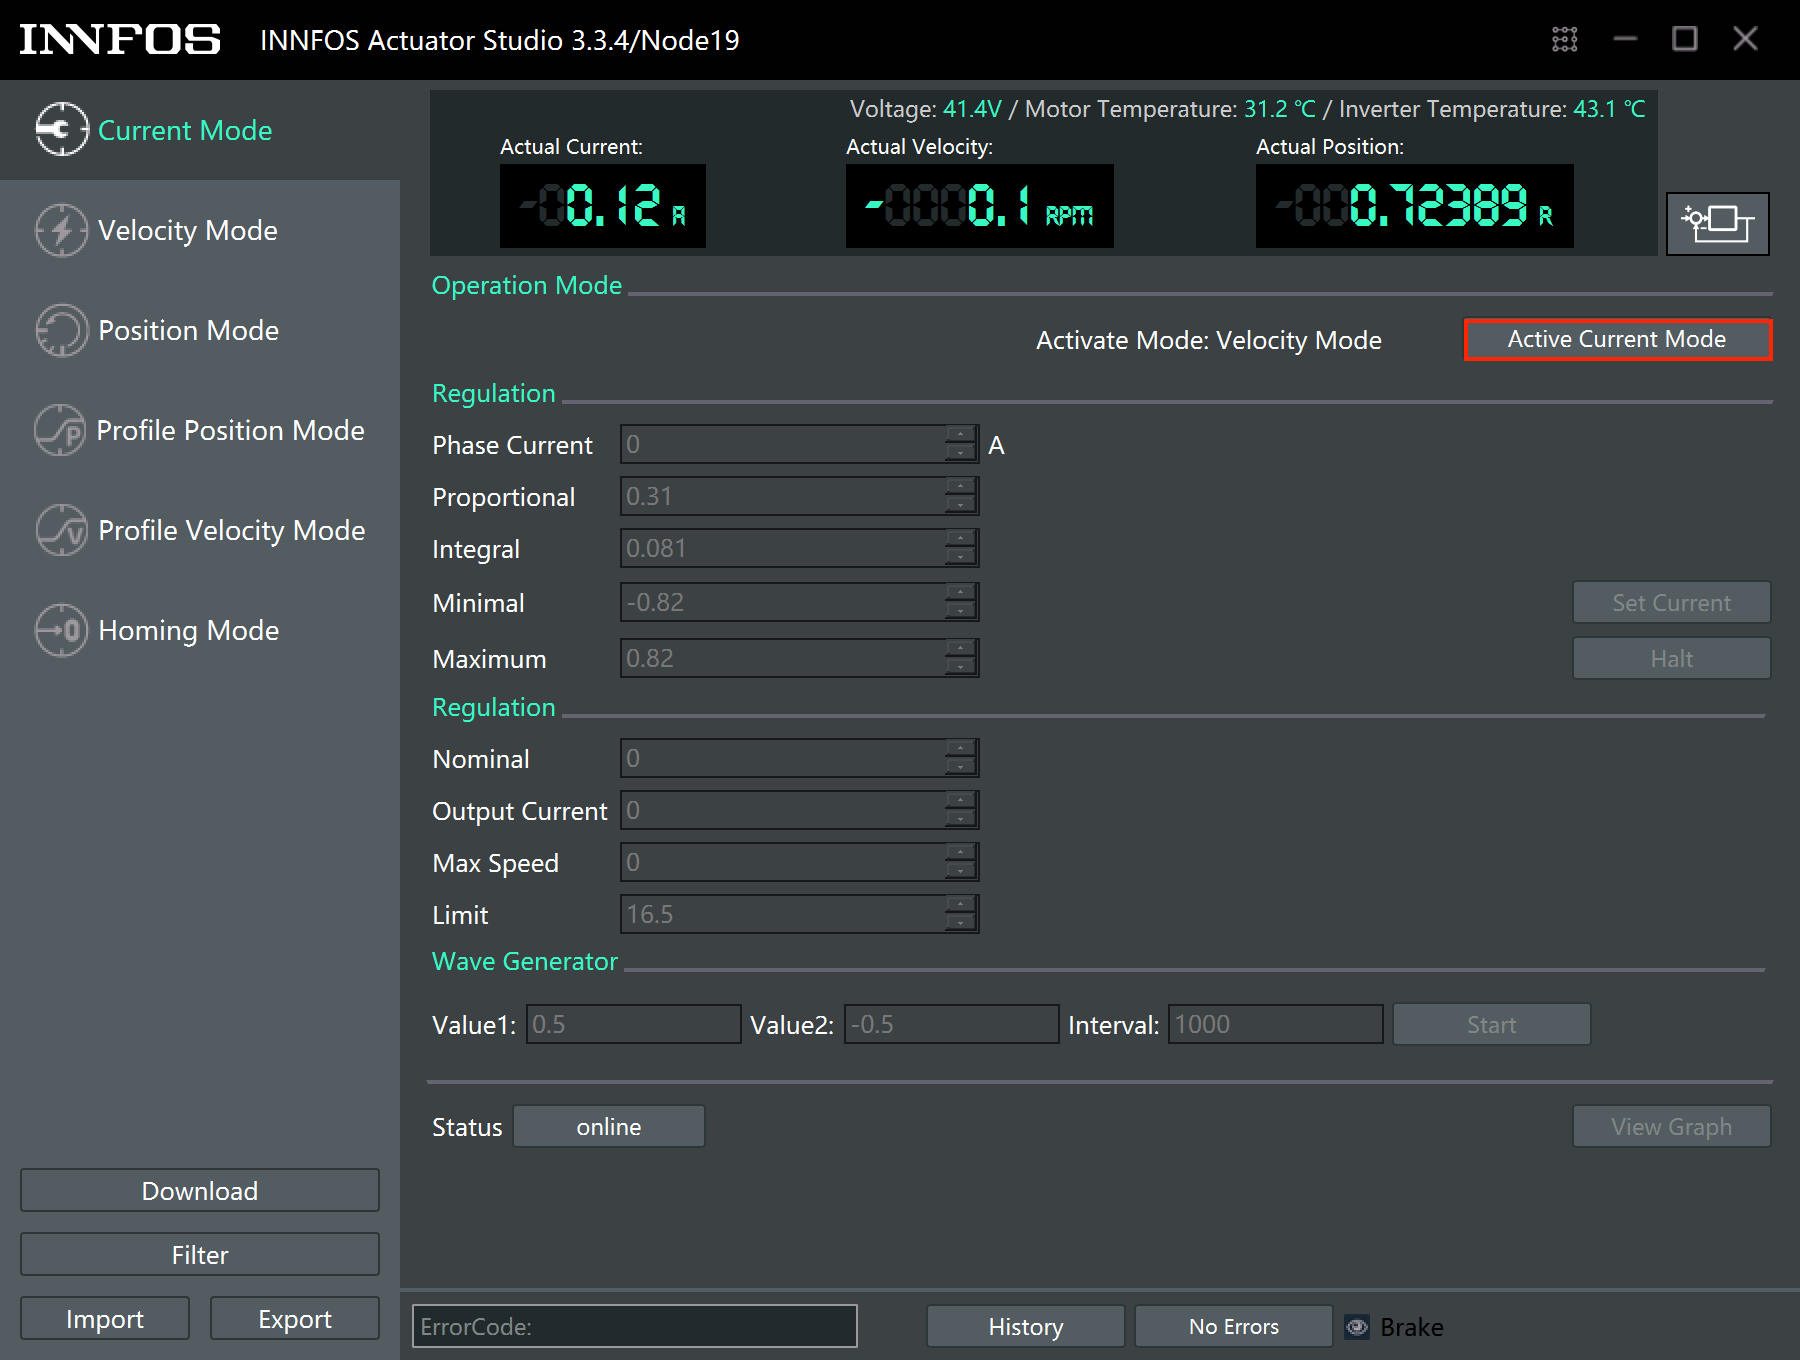 INNFOS INNFOS Actuator Studio 3.3.4/Node19
Current Mode
Velocity Mode
Position Mode
Profile Position Mode
Profile Velocity Mode
Homing Mode
Download
Filter
Import Export
Voltage: 41.4V / Motor Temperature: 31.2 ℃ / Inverter Temperature: 43.1 ℃
Actual Current: Actual Velocity: Actual Position:
0.12 A -0.1 RPM 0.72389 R
Operation Mode
Activate Mode: Velocity Mode Active Current Mode
Regulation
Phase Current 0 A
Proportional 0.31
Integral 0.081
Minimal -0.82 Set Current
Maximum 0.82 Halt
Regulation
Nominal 0
Output Current 0
Max Speed 0
Limit 16.5
Wave Generator
Value1: 0.5 Value2: -0.5 Interval: 1000 Start
Status online View Graph
ErrorCode: History No Errors Brake